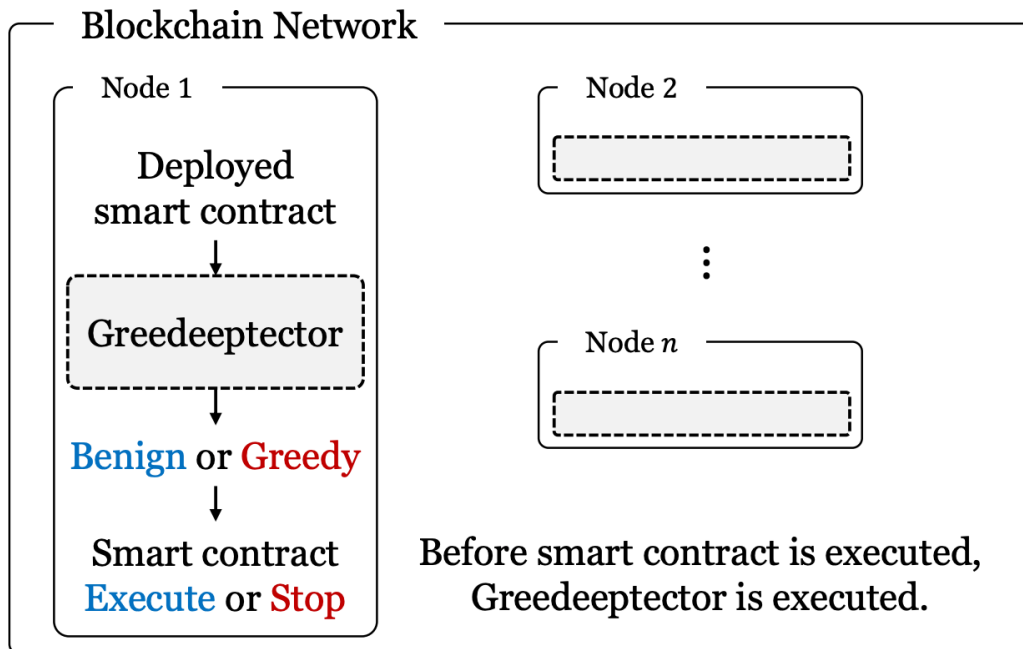 Blockchain Network
Node 1
Deployed
smart contract
Greedeeptector
Benign or Greedy
Smart contract
Execute or Stop
Node 2
⋮
Node n
Before smart contract is executed,
Greedeeptector is executed.